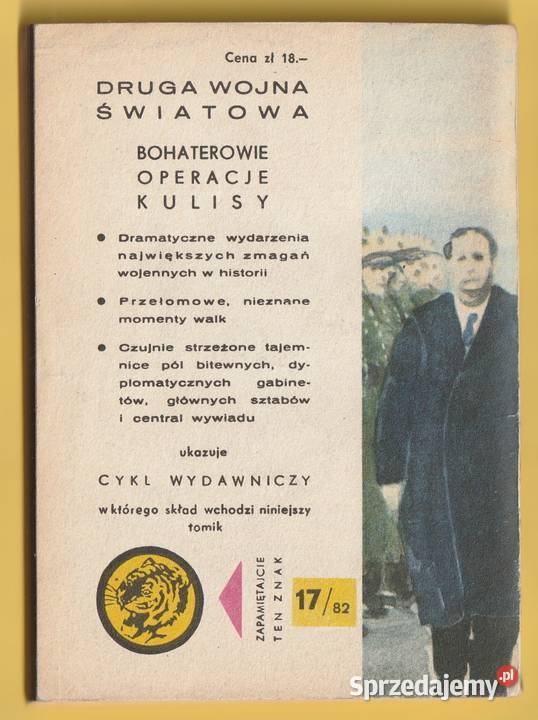 Cena zł 18.–
DRUGA WOJNA
ŚWIATOWA
BOHATEROWIE
OPERACJE
KULISY
● Dramatyczne wydarzenia
największych zmagań
wojennych w historii
● Przełomowe, nieznane
momenty walk
● Czujnie strzeżone tajem-
nice pól bitewnych, dy-
plomatycznych gabine-
tów, głównych sztabów
i central wywiadu
ukazuje
CYKL WYDAWNICZY
w którego skład wchodzi niniejszy
tomik
ZAPAMIĘTAJCIE
TEN ZNAK
17/82
Sprzedajemy.pl